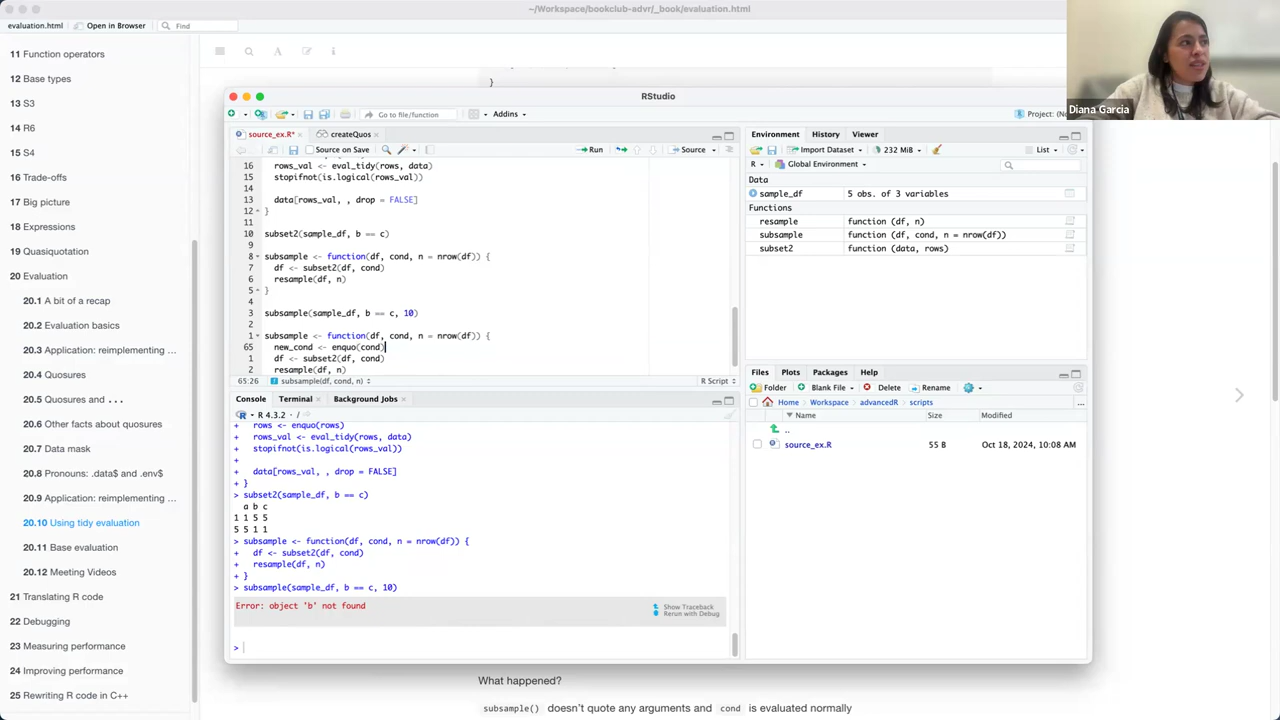 ~/Workspace/bookclub-advr/_book/evaluation.html
evaluation.html
Open in Browser
Find
11 Function operators
12 Base types
13 S3
14 R6
15 S4
16 Trade-offs
17 Big picture
18 Expressions
19 Quasiquotation
20 Evaluation
20.1 A bit of a recap
20.2 Evaluation basics
20.3 Application: reimplementing …
20.4 Quosures
20.5 Quosures and ...
20.6 Other facts about quosures
20.7 Data mask
20.8 Pronouns: .data$ and .env$
20.9 Application: reimplementing …
20.10 Using tidy evaluation
20.11 Base evaluation
20.12 Meeting Videos
21 Translating R code
22 Debugging
23 Measuring performance
24 Improving performance
25 Rewriting R code in C++
}
RStudio
Go to file/function
Addins
Project: (N
source_ex.R*
createQuos
Source on Save
Run
Source
16 rows_val <- eval_tidy(rows, data)
15 stopifnot(is.logical(rows_val))
14
13 data[rows_val, , drop = FALSE]
12 }
11
10 subset2(sample_df, b == c)
9
8 subsample <- function(df, cond, n = nrow(df)) {
7 df <- subset2(df, cond)
6 resample(df, n)
5 }
4
3 subsample(sample_df, b == c, 10)
2
1 subsample <- function(df, cond, n = nrow(df)) {
65 new_cond <- enquo(cond)
1 df <- subset2(df, cond)
2 resample(df, n)
65:26
subsample(df, cond, n)
R Script
Console
Terminal
Background Jobs
R 4.3.2 · /
+ rows <- enquo(rows)
+ rows_val <- eval_tidy(rows, data)
+ stopifnot(is.logical(rows_val))
+
+ data[rows_val, , drop = FALSE]
+ }
> subset2(sample_df, b == c)
a b c
1 1 5 5
5 5 1 1
> subsample <- function(df, cond, n = nrow(df)) {
+ df <- subset2(df, cond)
+ resample(df, n)
+ }
> subsample(sample_df, b == c, 10)
Error: object 'b' not found
Show Traceback
Rerun with Debug
>
Environment
History
Viewer
Import Dataset
232 MiB
List
R
Global Environment
Data
sample_df 5 obs. of 3 variables
Functions
resample function (df, n)
subsample function (df, cond, n = nrow(df))
subset2 function (data, rows)
Files
Plots
Packages
Help
Folder
Blank File
Delete
Rename
Home
Workspace
advancedR
scripts
...
Name
Size
Modified
..
source_ex.R
55 B
Oct 18, 2024, 10:08 AM
Diana Garcia
What happened?
subsample() doesn't quote any arguments and cond is evaluated normally